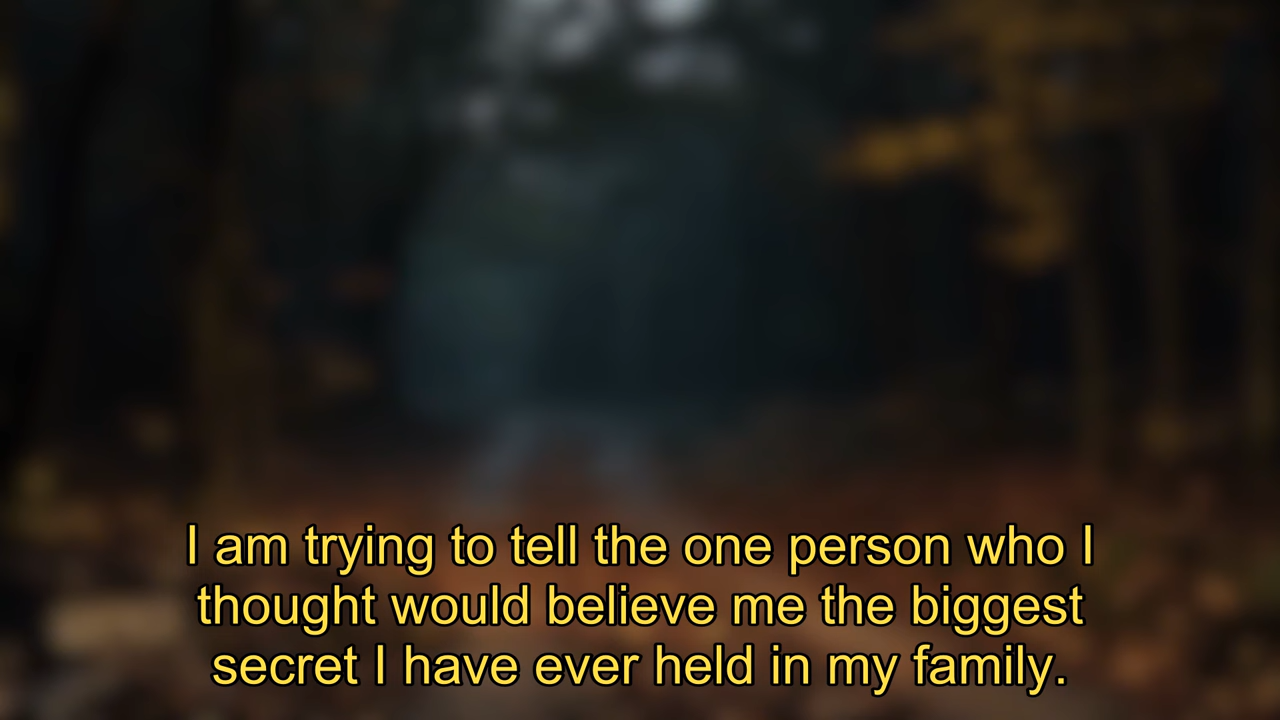 I am trying to tell the one person who I
thought would believe me the biggest
secret I have ever held in my family.